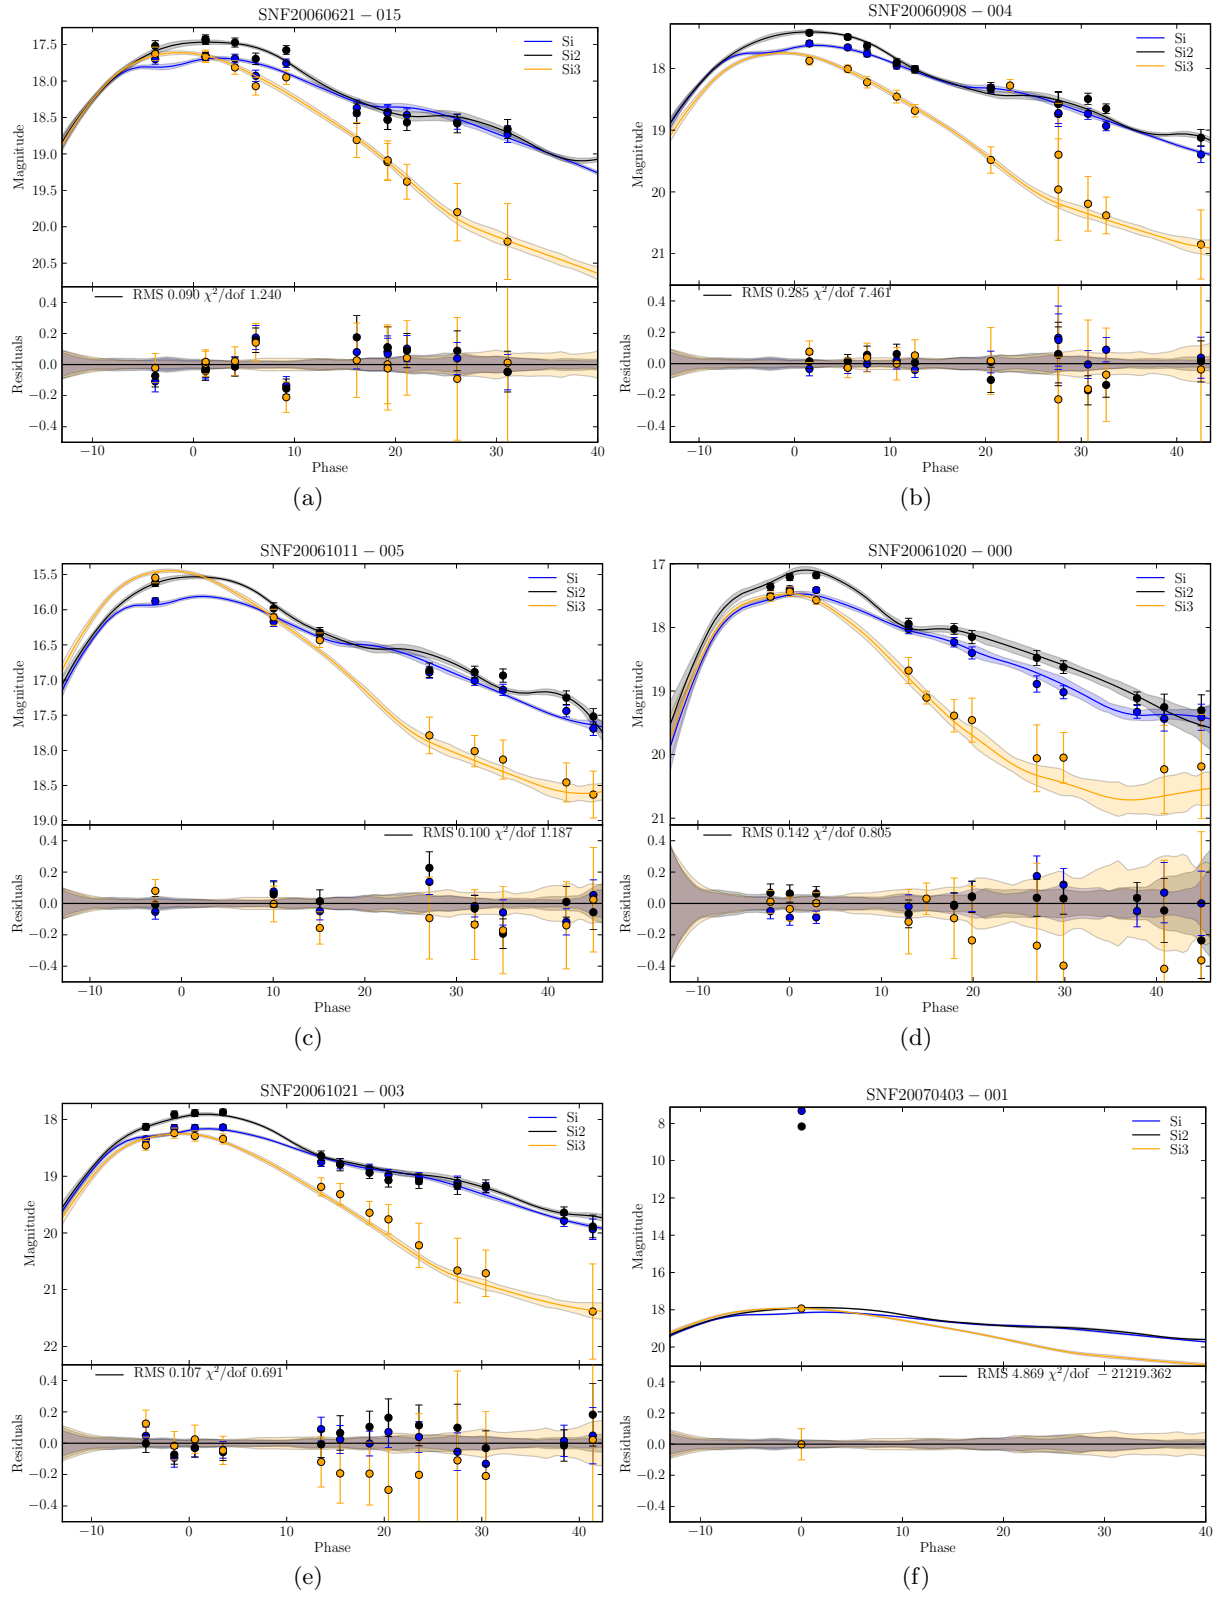 SNF20060621 − 015
Si
Si2
Si3
17.5
18.0
18.5
19.0
19.5
20.0
20.5
Magnitude
RMS 0.090 χ²/dof 1.240
0.4
0.2
0.0
−0.2
−0.4
Residuals
−10 0 10 20 30 40
Phase
(a)
SNF20060908 − 004
Si
Si2
Si3
18
19
20
21
Magnitude
RMS 0.285 χ²/dof 7.461
0.4
0.2
0.0
−0.2
−0.4
Residuals
−10 0 10 20 30 40
Phase
(b)
SNF20061011 − 005
Si
Si2
Si3
15.5
16.0
16.5
17.0
17.5
18.0
18.5
19.0
Magnitude
RMS 0.100 χ²/dof 1.187
0.4
0.2
0.0
−0.2
−0.4
Residuals
−10 0 10 20 30 40
Phase
(c)
SNF20061020 − 000
Si
Si2
Si3
17
18
19
20
21
Magnitude
RMS 0.142 χ²/dof 0.805
0.4
0.2
0.0
−0.2
−0.4
Residuals
−10 0 10 20 30 40
Phase
(d)
SNF20061021 − 003
Si
Si2
Si3
18
19
20
21
22
Magnitude
RMS 0.107 χ²/dof 0.691
0.4
0.2
0.0
−0.2
−0.4
Residuals
−10 0 10 20 30 40
Phase
(e)
SNF20070403 − 001
Si
Si2
Si3
8
10
12
14
16
18
20
Magnitude
RMS 4.869 χ²/dof − 21219.362
0.4
0.2
0.0
−0.2
−0.4
Residuals
−10 0 10 20 30 40
Phase
(f)